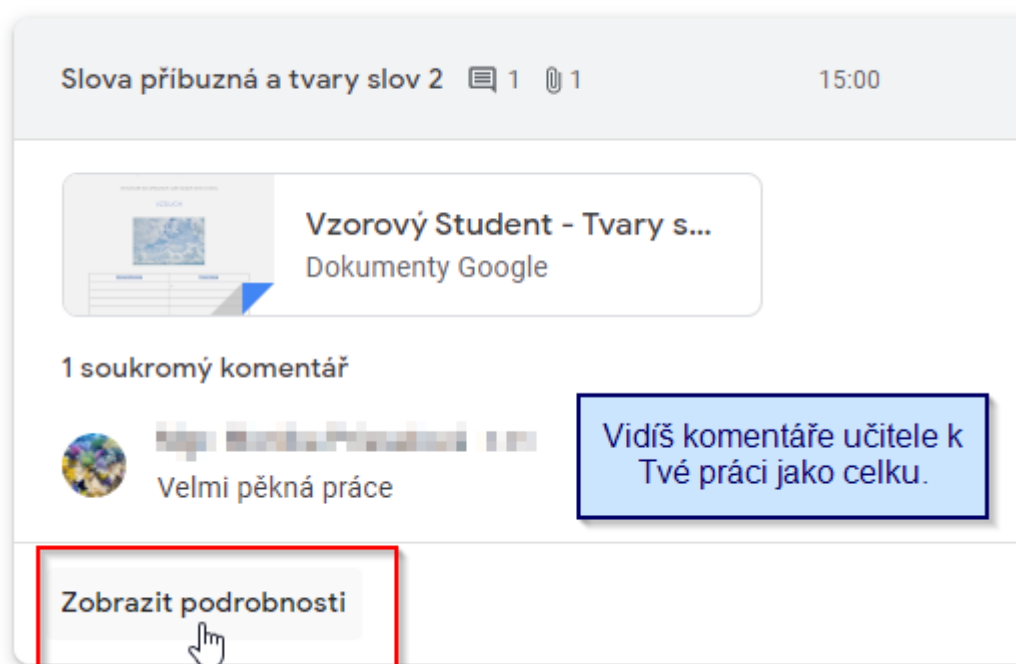 Slova příbuzná a tvary slov 2 1 1 15:00
Vzorový Student - Tvary s...
Dokumenty Google
1 soukromý komentář
Velmi pěkná práce
Vidíš komentáře učitele k
Tvé práci jako celku.
Zobrazit podrobnosti